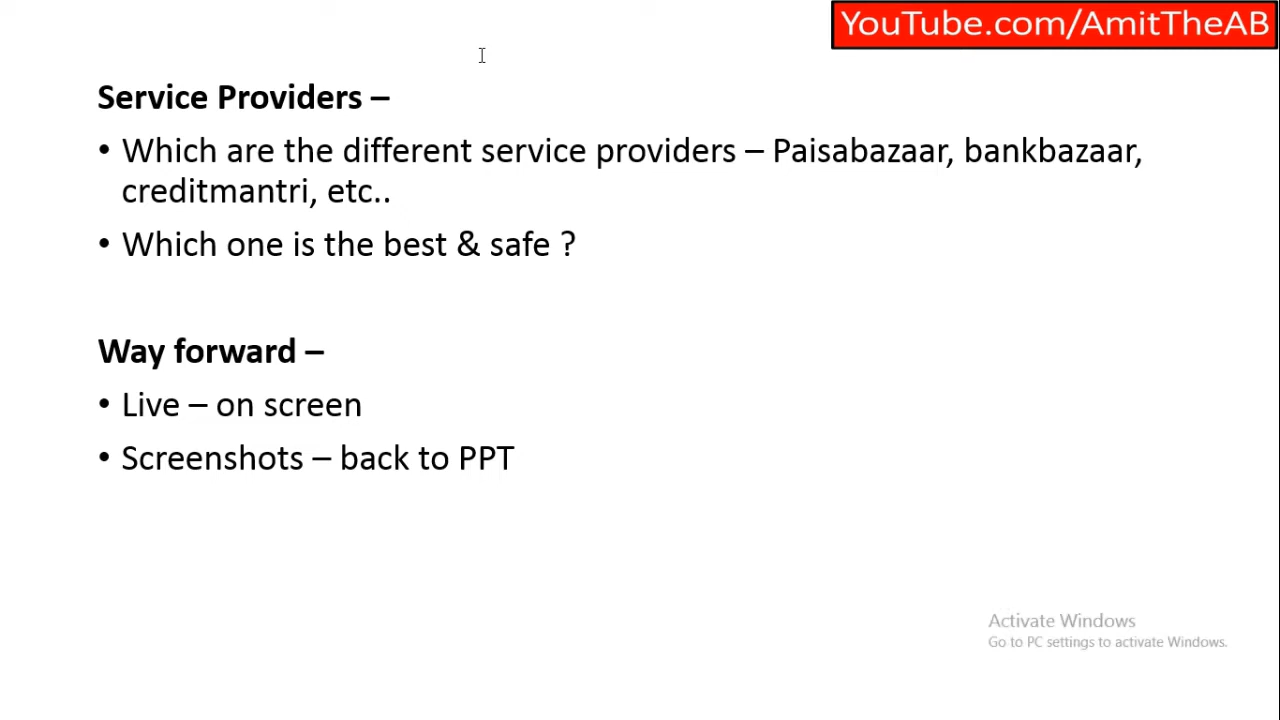 YouTube.com/AmitTheAB
Service Providers –
• Which are the different service providers – Paisabazaar, bankbazaar,
creditmantri, etc..
• Which one is the best & safe ?
Way forward –
• Live – on screen
• Screenshots – back to PPT
Activate Windows
Go to PC settings to activate Windows.